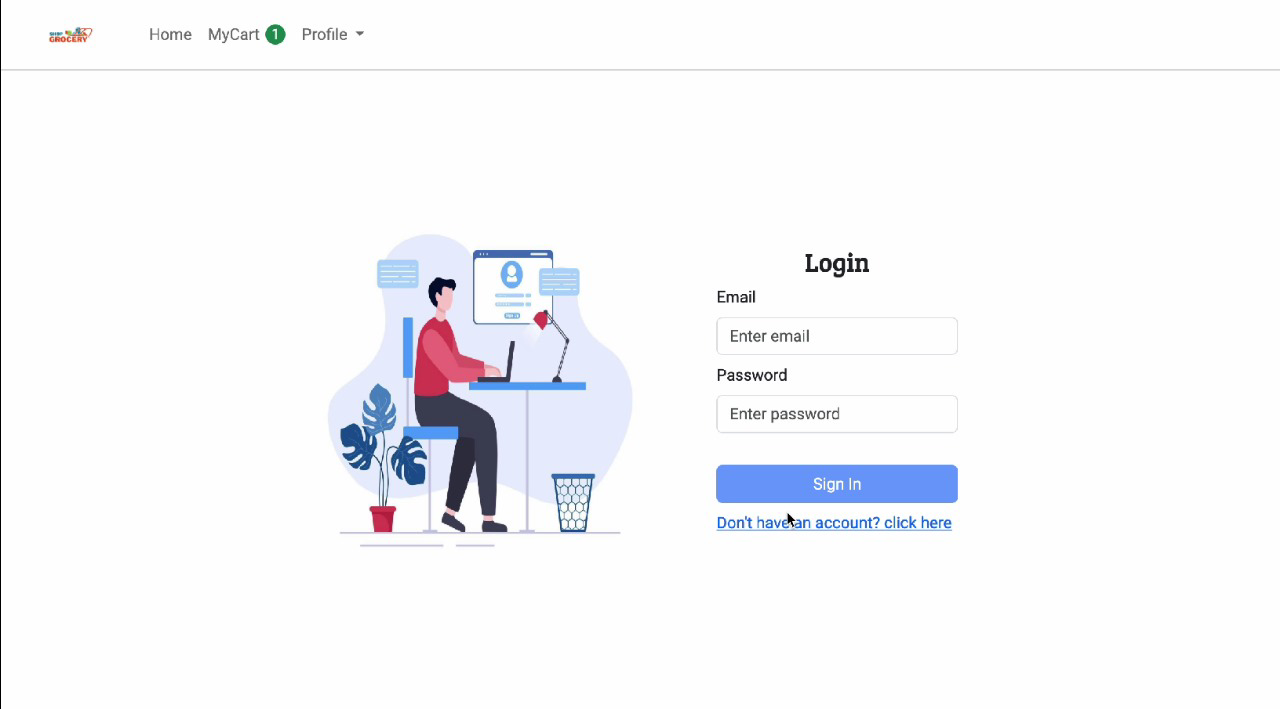 SHOP
GROCERY
Home MyCart 1 Profile
Login
Email
Enter email
Password
Enter password
Sign In
Don't have an account? click here